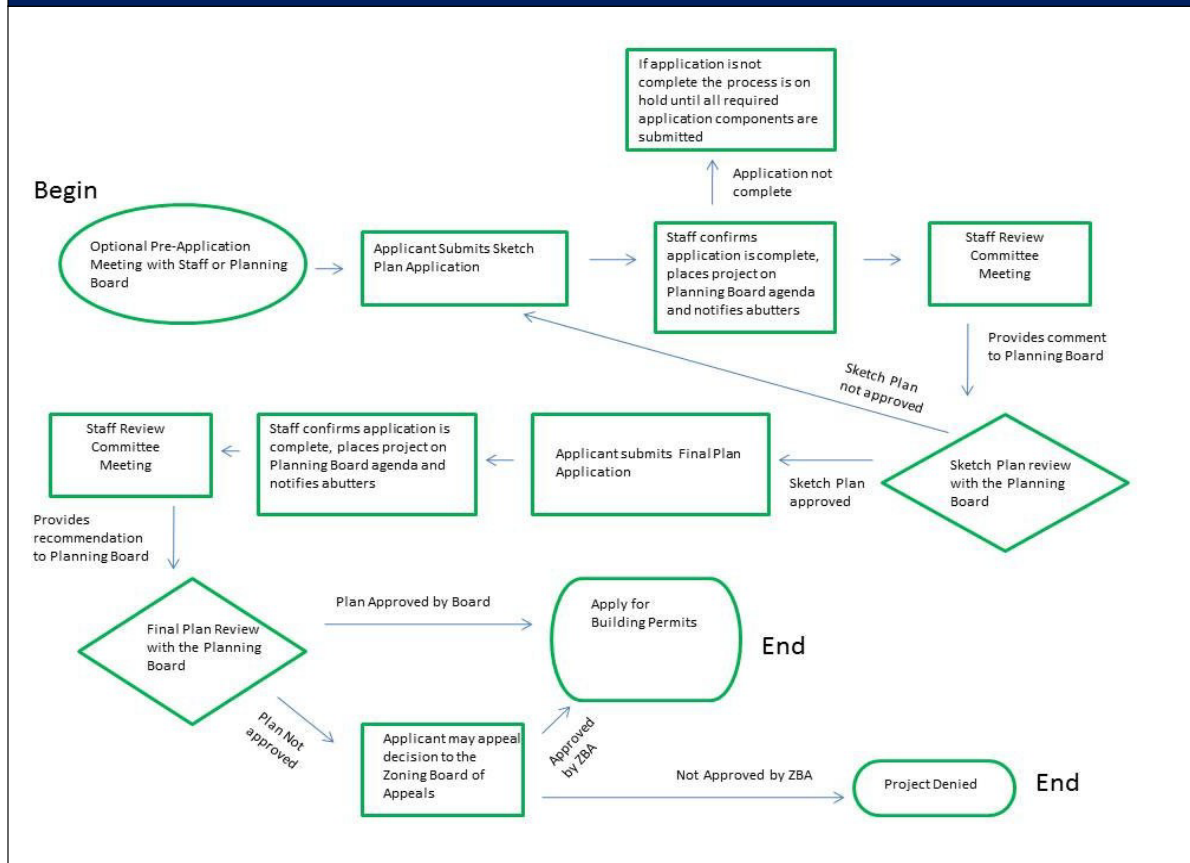 If application is not
complete the process is on
hold until all required
application components are
submitted
Application not
complete
Begin
Optional Pre-Application
Meeting with Staff or Planning
Board
Applicant Submits Sketch
Plan Application
Staff confirms
application is complete,
places project on
Planning Board agenda
and notifies abutters
Staff Review
Committee
Meeting
Provides comment
to Planning Board
Sketch Plan
not approved
Sketch Plan review
with the Planning
Board
Sketch Plan
approved
Applicant submits Final Plan
Application
Staff confirms application is
complete, places project on
Planning Board agenda and
notifies abutters
Staff Review
Committee
Meeting
Provides
recommendation
to Planning Board
Final Plan Review
with the Planning
Board
Plan Approved by Board
Apply for
Building Permits
End
Plan Not
approved
Applicant may appeal
decision to the
Zoning Board of
Appeals
Approved
by ZBA
Not Approved by ZBA
Project Denied
End